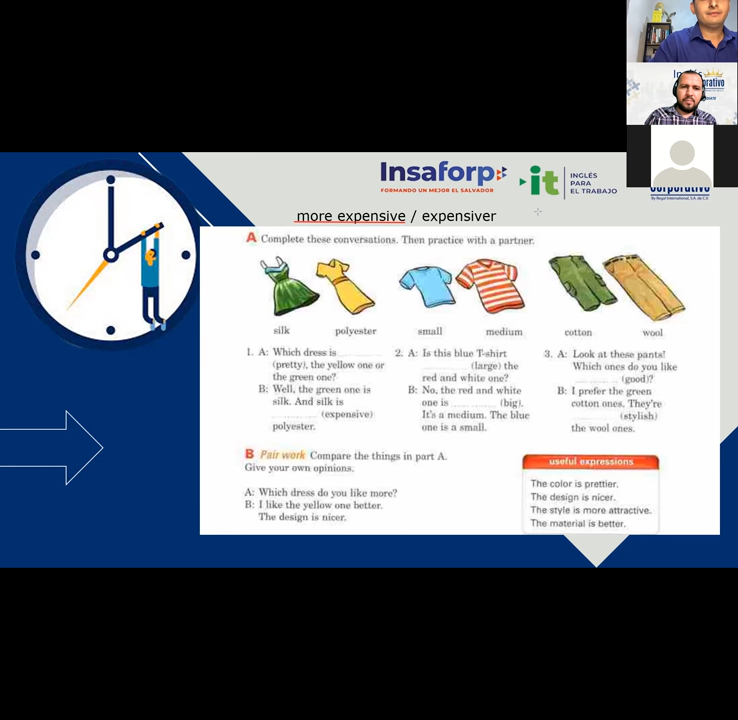 Insaforp
FORMANDO UN MEJOR EL SALVADOR
it
INGLÉS
PARA
EL TRABAJO
Corporativo
By Regal International, S.A. de C.V.
more expensive / expensiver
A Complete these conversations. Then practice with a partner.
silk polyester small medium cotton wool
1. A: Which dress is
(pretty), the yellow one or
the green one?
B: Well, the green one is
silk. And silk is
(expensive)
polyester.
2. A: Is this blue T-shirt
(large) the
red and white one?
B: No, the red and white
one is (big).
It's a medium. The blue
one is a small.
3. A: Look at these pants!
Which ones do you like
(good)?
B: I prefer the green
cotton ones. They're
(stylish)
the wool ones.
B Pair work Compare the things in part A.
Give your own opinions.
A: Which dress do you like more?
B: I like the yellow one better.
The design is nicer.
useful expressions
The color is prettier.
The design is nicer.
The style is more attractive.
The material is better.